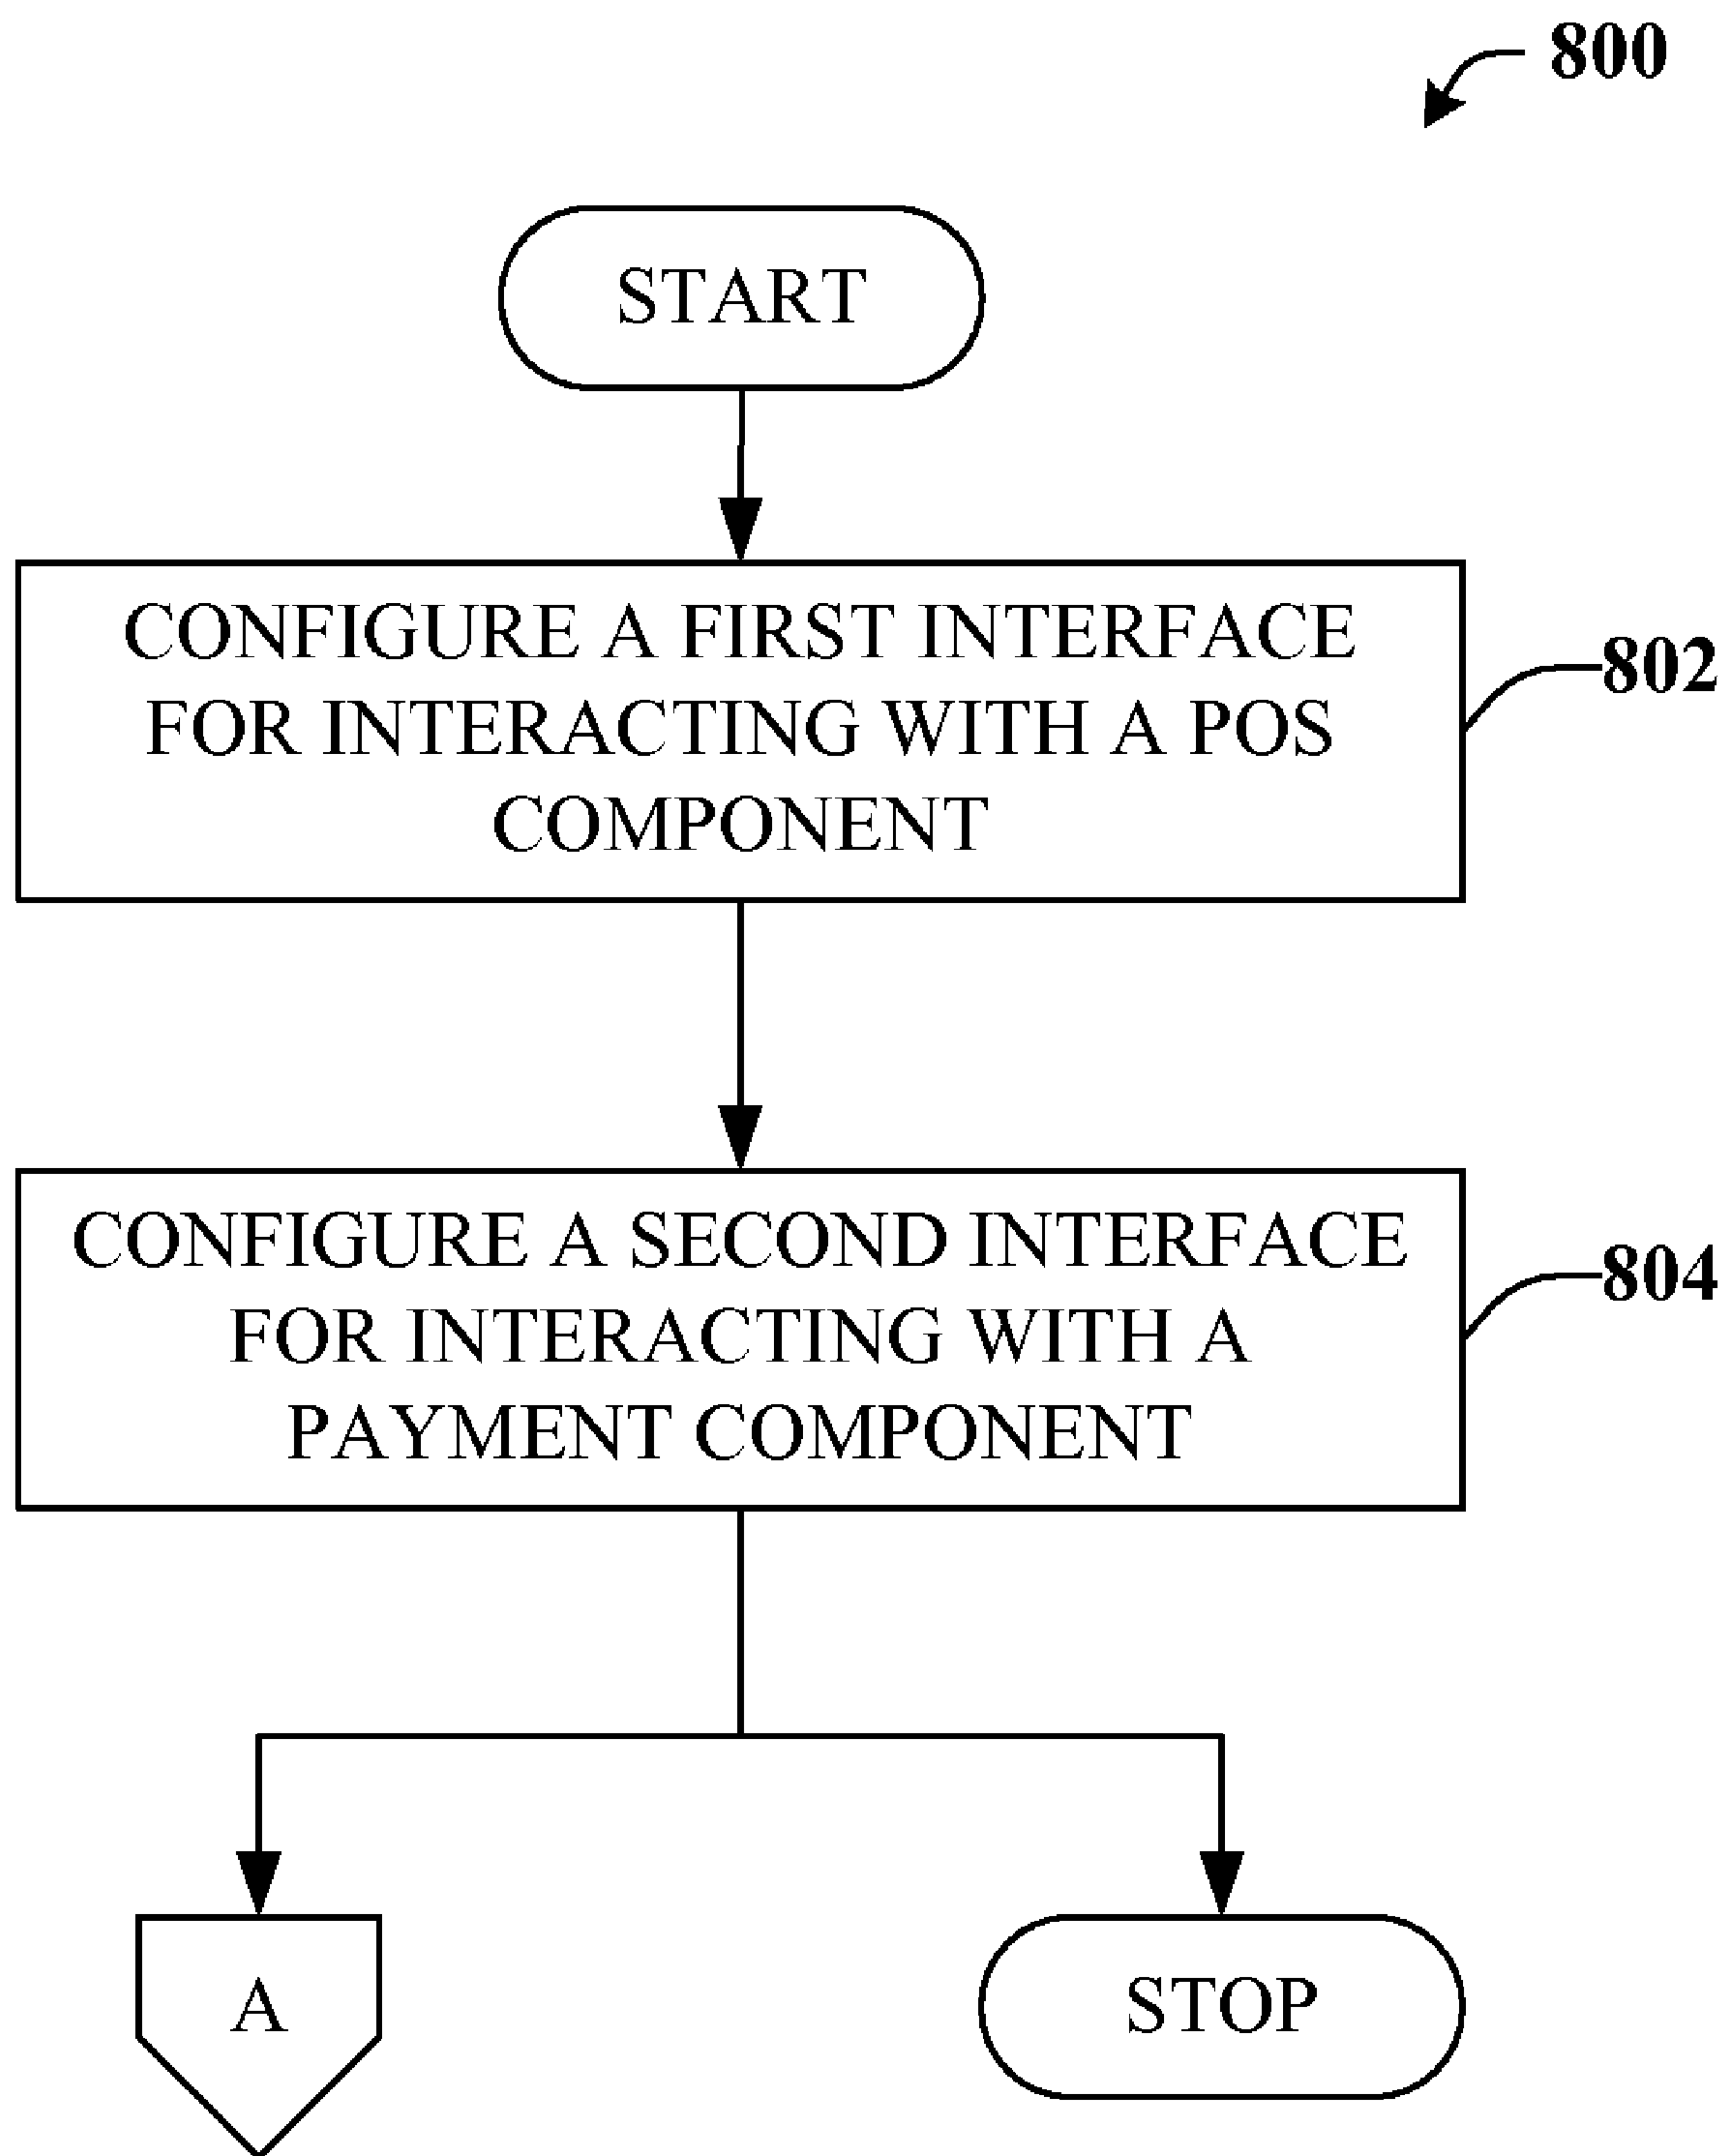 800
START
CONFIGURE A FIRST INTERFACE
FOR INTERACTING WITH A POS
COMPONENT
802
CONFIGURE A SECOND INTERFACE
FOR INTERACTING WITH A
PAYMENT COMPONENT
804
A
STOP